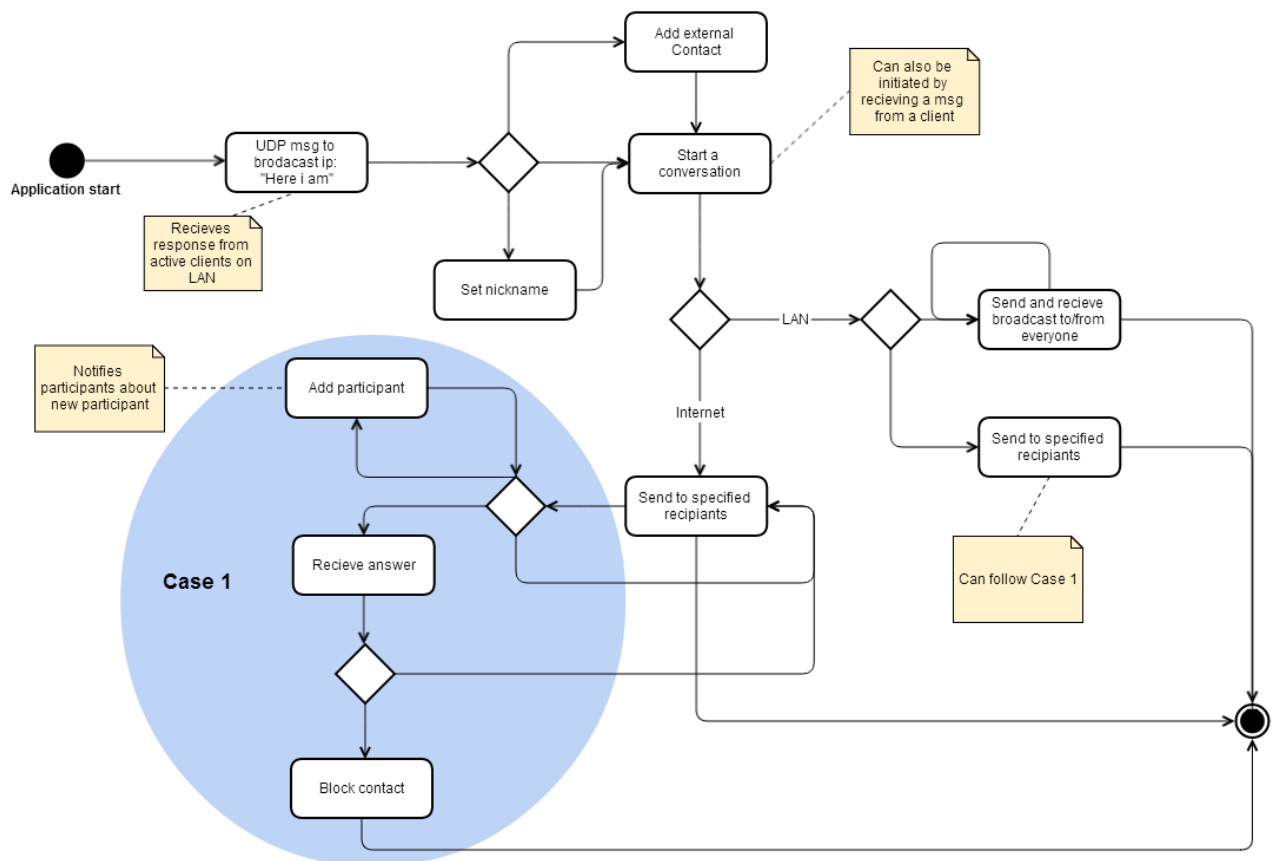 Add external
Contact
Can also be
initiated by
recieving a msg
from a client
UDP msg to
brodacast ip:
"Here i am"
Start a
conversation
Application start
Recieves
response from
active clients on
LAN
Set nickname
LAN
Send and recieve
broadcast to/from
everyone
Notifies
participants about
new participant
Add participant
Internet
Send to specified
recipiants
Send to specified
recipiants
Recieve answer
Case 1
Can follow Case 1
Block contact